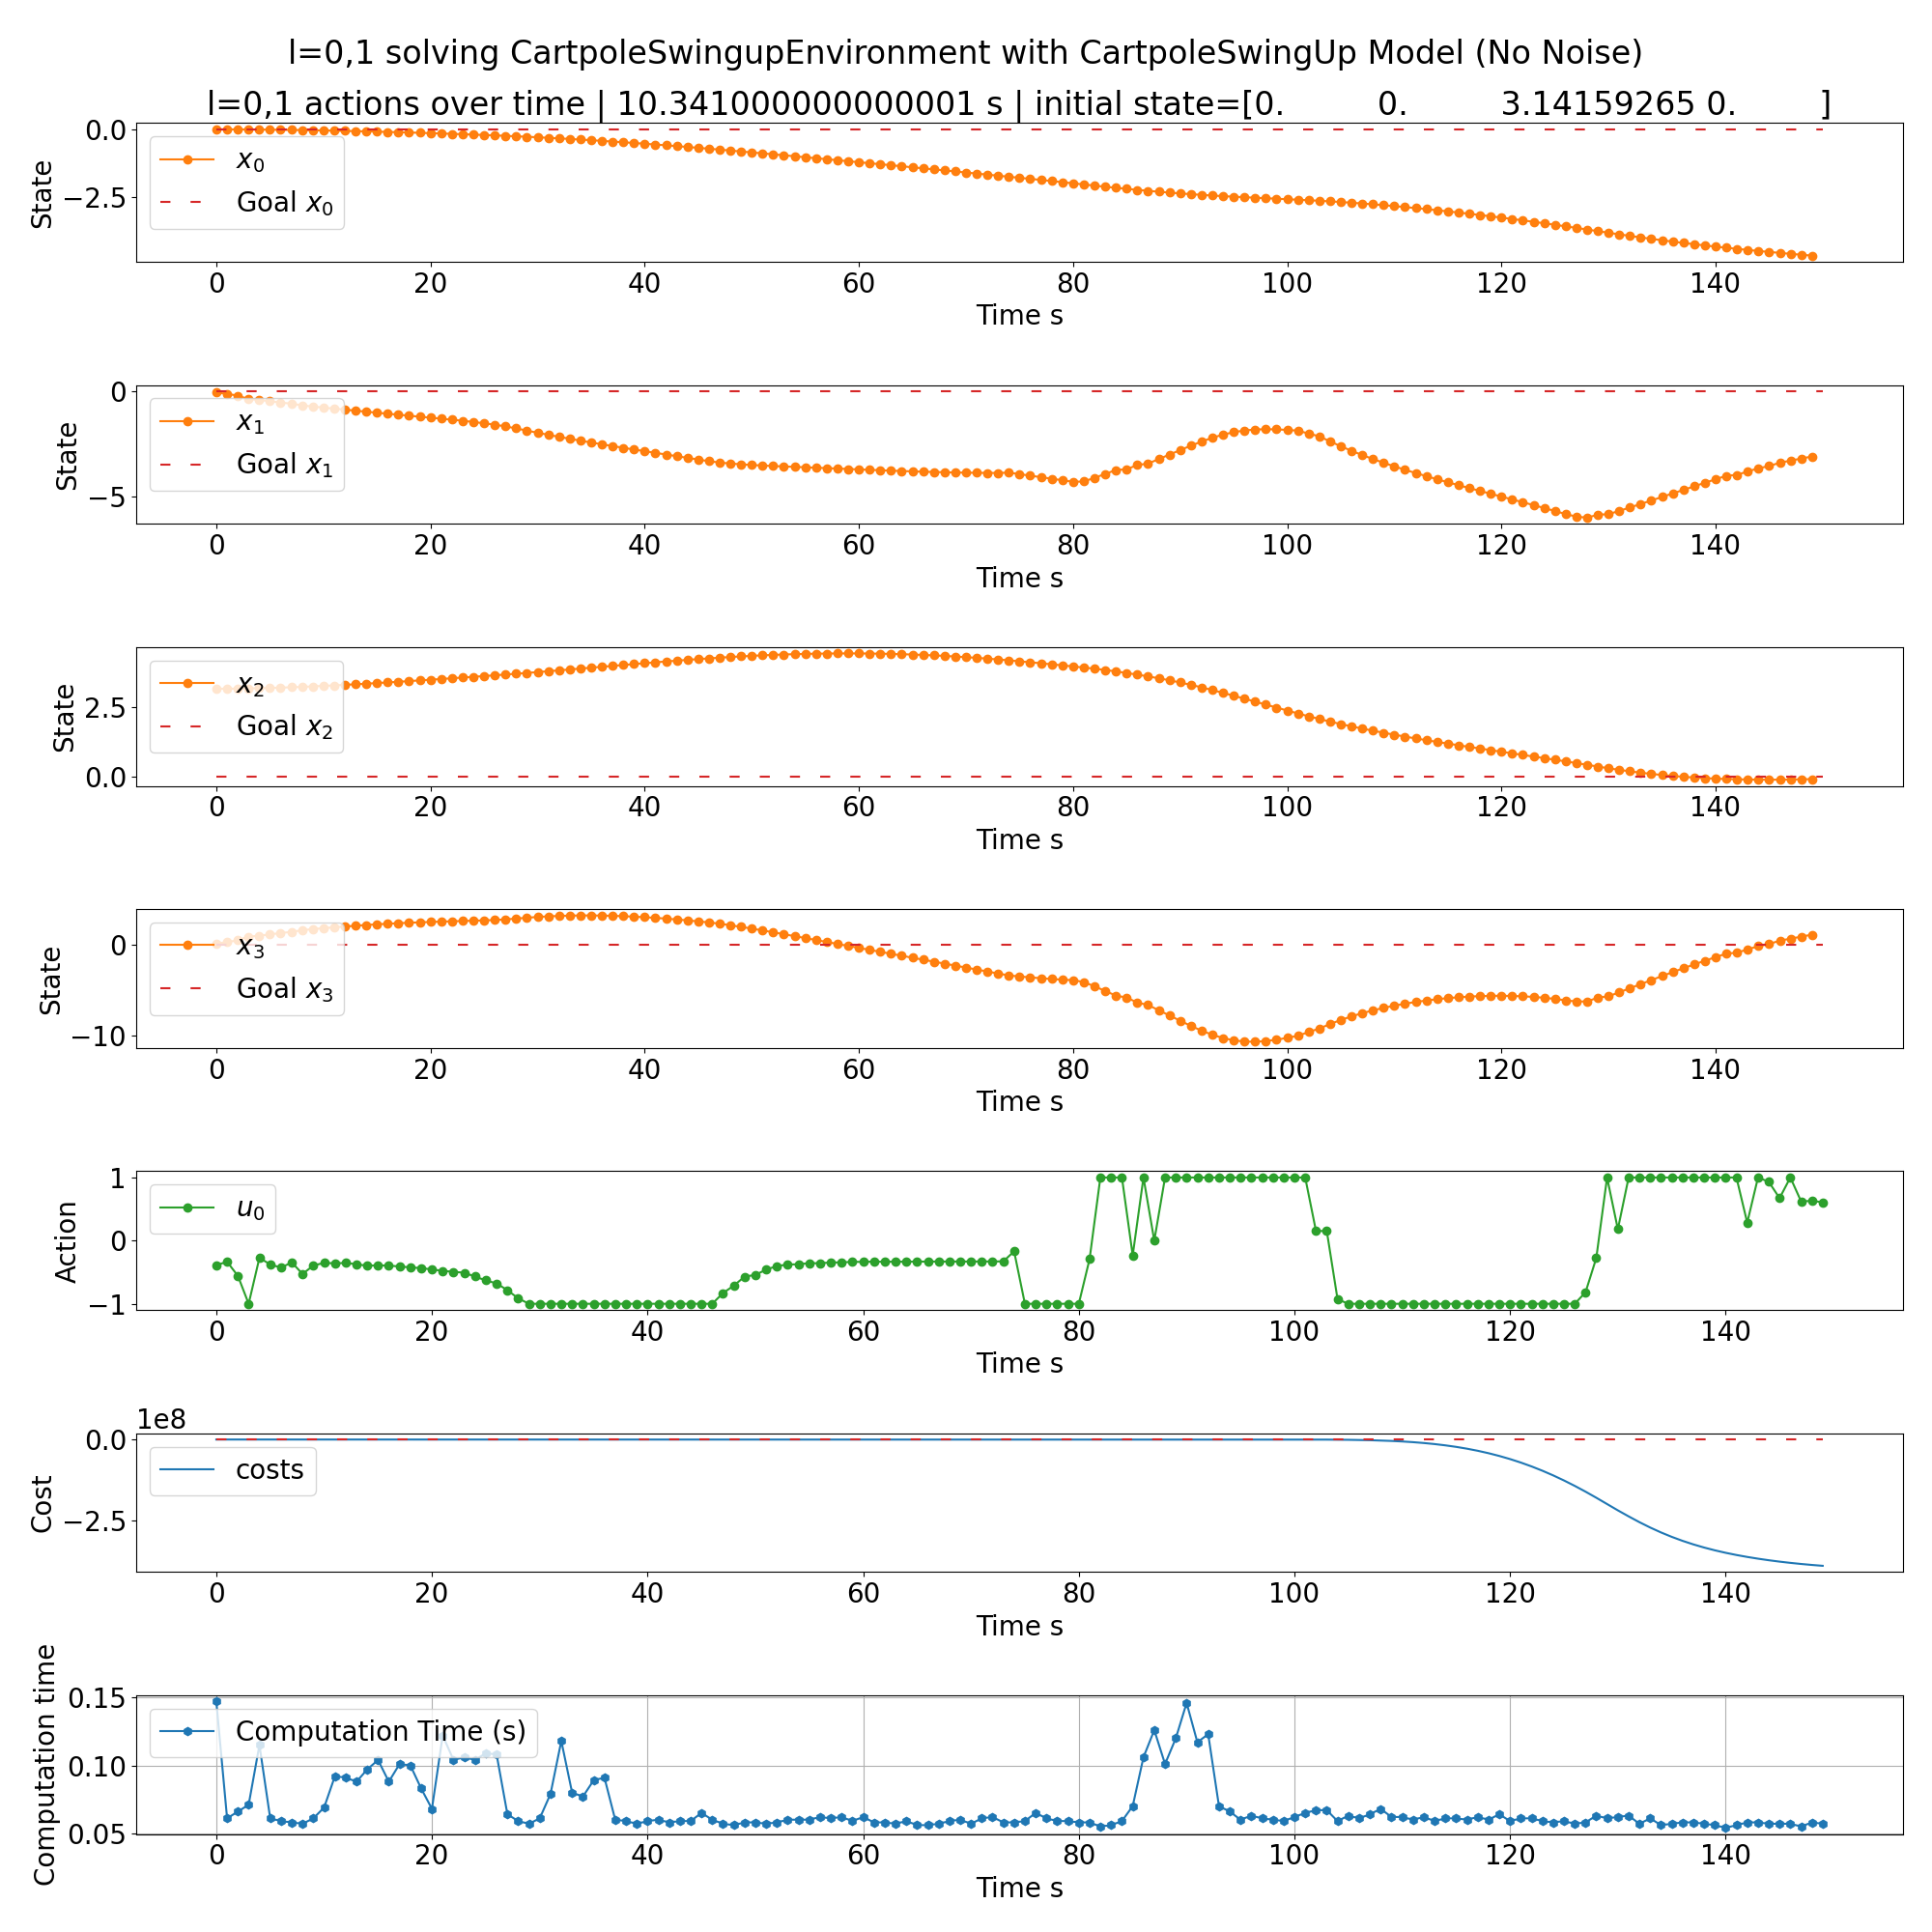 l=0,1 solving CartpoleSwingupEnvironment with CartpoleSwingUp Model (No Noise)
l=0,1 actions over time | 10.341000000000001 s | initial state=[0. 0. 3.14159265 0. ]
State
0.0
−2.5
x0
Goal x0
0 20 40 60 80 100 120 140
Time s
State
0
−5
x1
Goal x1
0 20 40 60 80 100 120 140
Time s
State
2.5
0.0
x2
Goal x2
0 20 40 60 80 100 120 140
Time s
State
0
−10
x3
Goal x3
0 20 40 60 80 100 120 140
Time s
Action
1
0
−1
u0
0 20 40 60 80 100 120 140
Time s
1e8
Cost
0.0
−2.5
costs
0 20 40 60 80 100 120 140
Time s
Computation time
0.15
0.10
0.05
Computation Time (s)
0 20 40 60 80 100 120 140
Time s